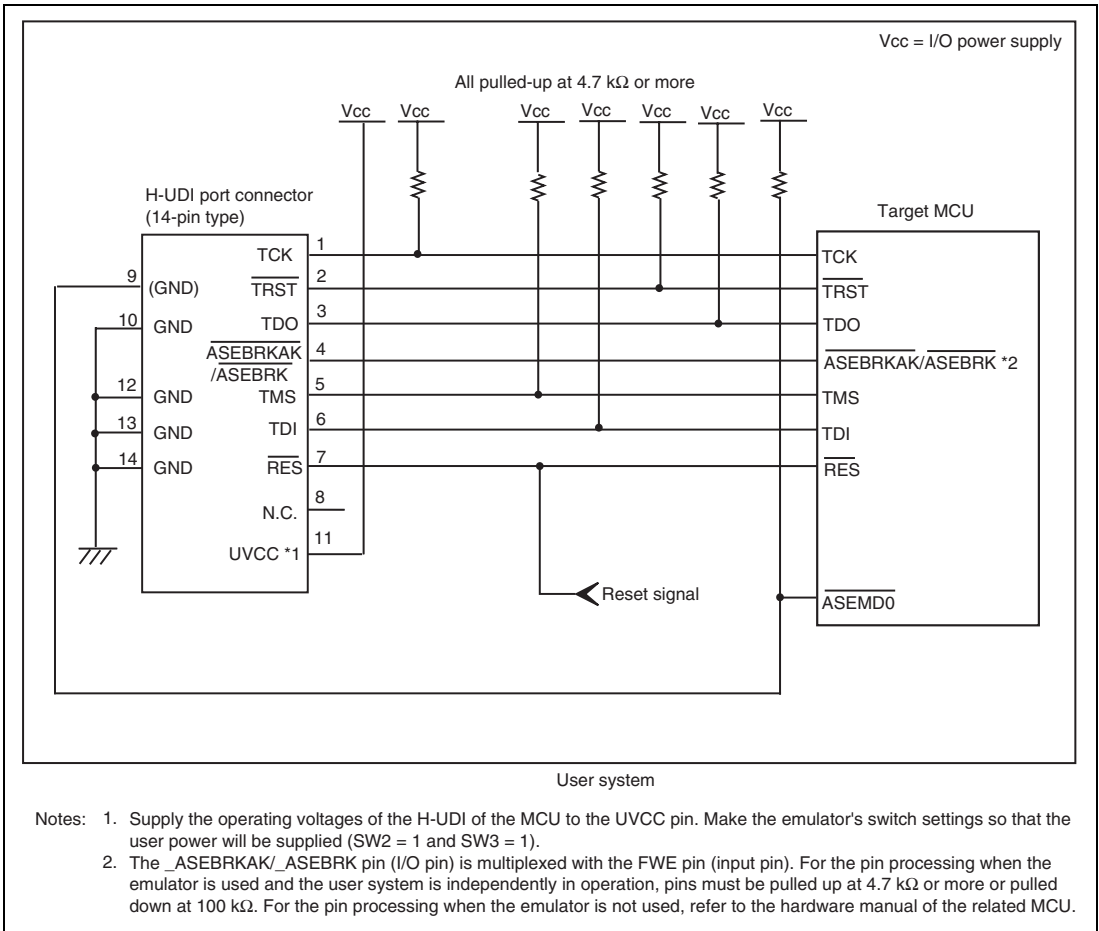 Vcc = I/O power supply
All pulled-up at 4.7 kΩ or more
Vcc Vcc Vcc Vcc Vcc Vcc Vcc
H-UDI port connector
(14-pin type)
Target MCU
TCK 1 TCK
9 (GND) TRST 2 TRST
10 GND TDO 3 TDO
ASEBRKAK 4 ASEBRKAK/ASEBRK *2
/ASEBRK
12 GND TMS 5 TMS
13 GND TDI 6 TDI
14 GND RES 7 RES
N.C. 8
UVCC *1 11
Reset signal
ASEMD0
User system
Notes: 1. Supply the operating voltages of the H-UDI of the MCU to the UVCC pin. Make the emulator's switch settings so that the
user power will be supplied (SW2 = 1 and SW3 = 1).
2. The _ASEBRKAK/_ASEBRK pin (I/O pin) is multiplexed with the FWE pin (input pin). For the pin processing when the
emulator is used and the user system is independently in operation, pins must be pulled up at 4.7 kΩ or more or pulled
down at 100 kΩ. For the pin processing when the emulator is not used, refer to the hardware manual of the related MCU.